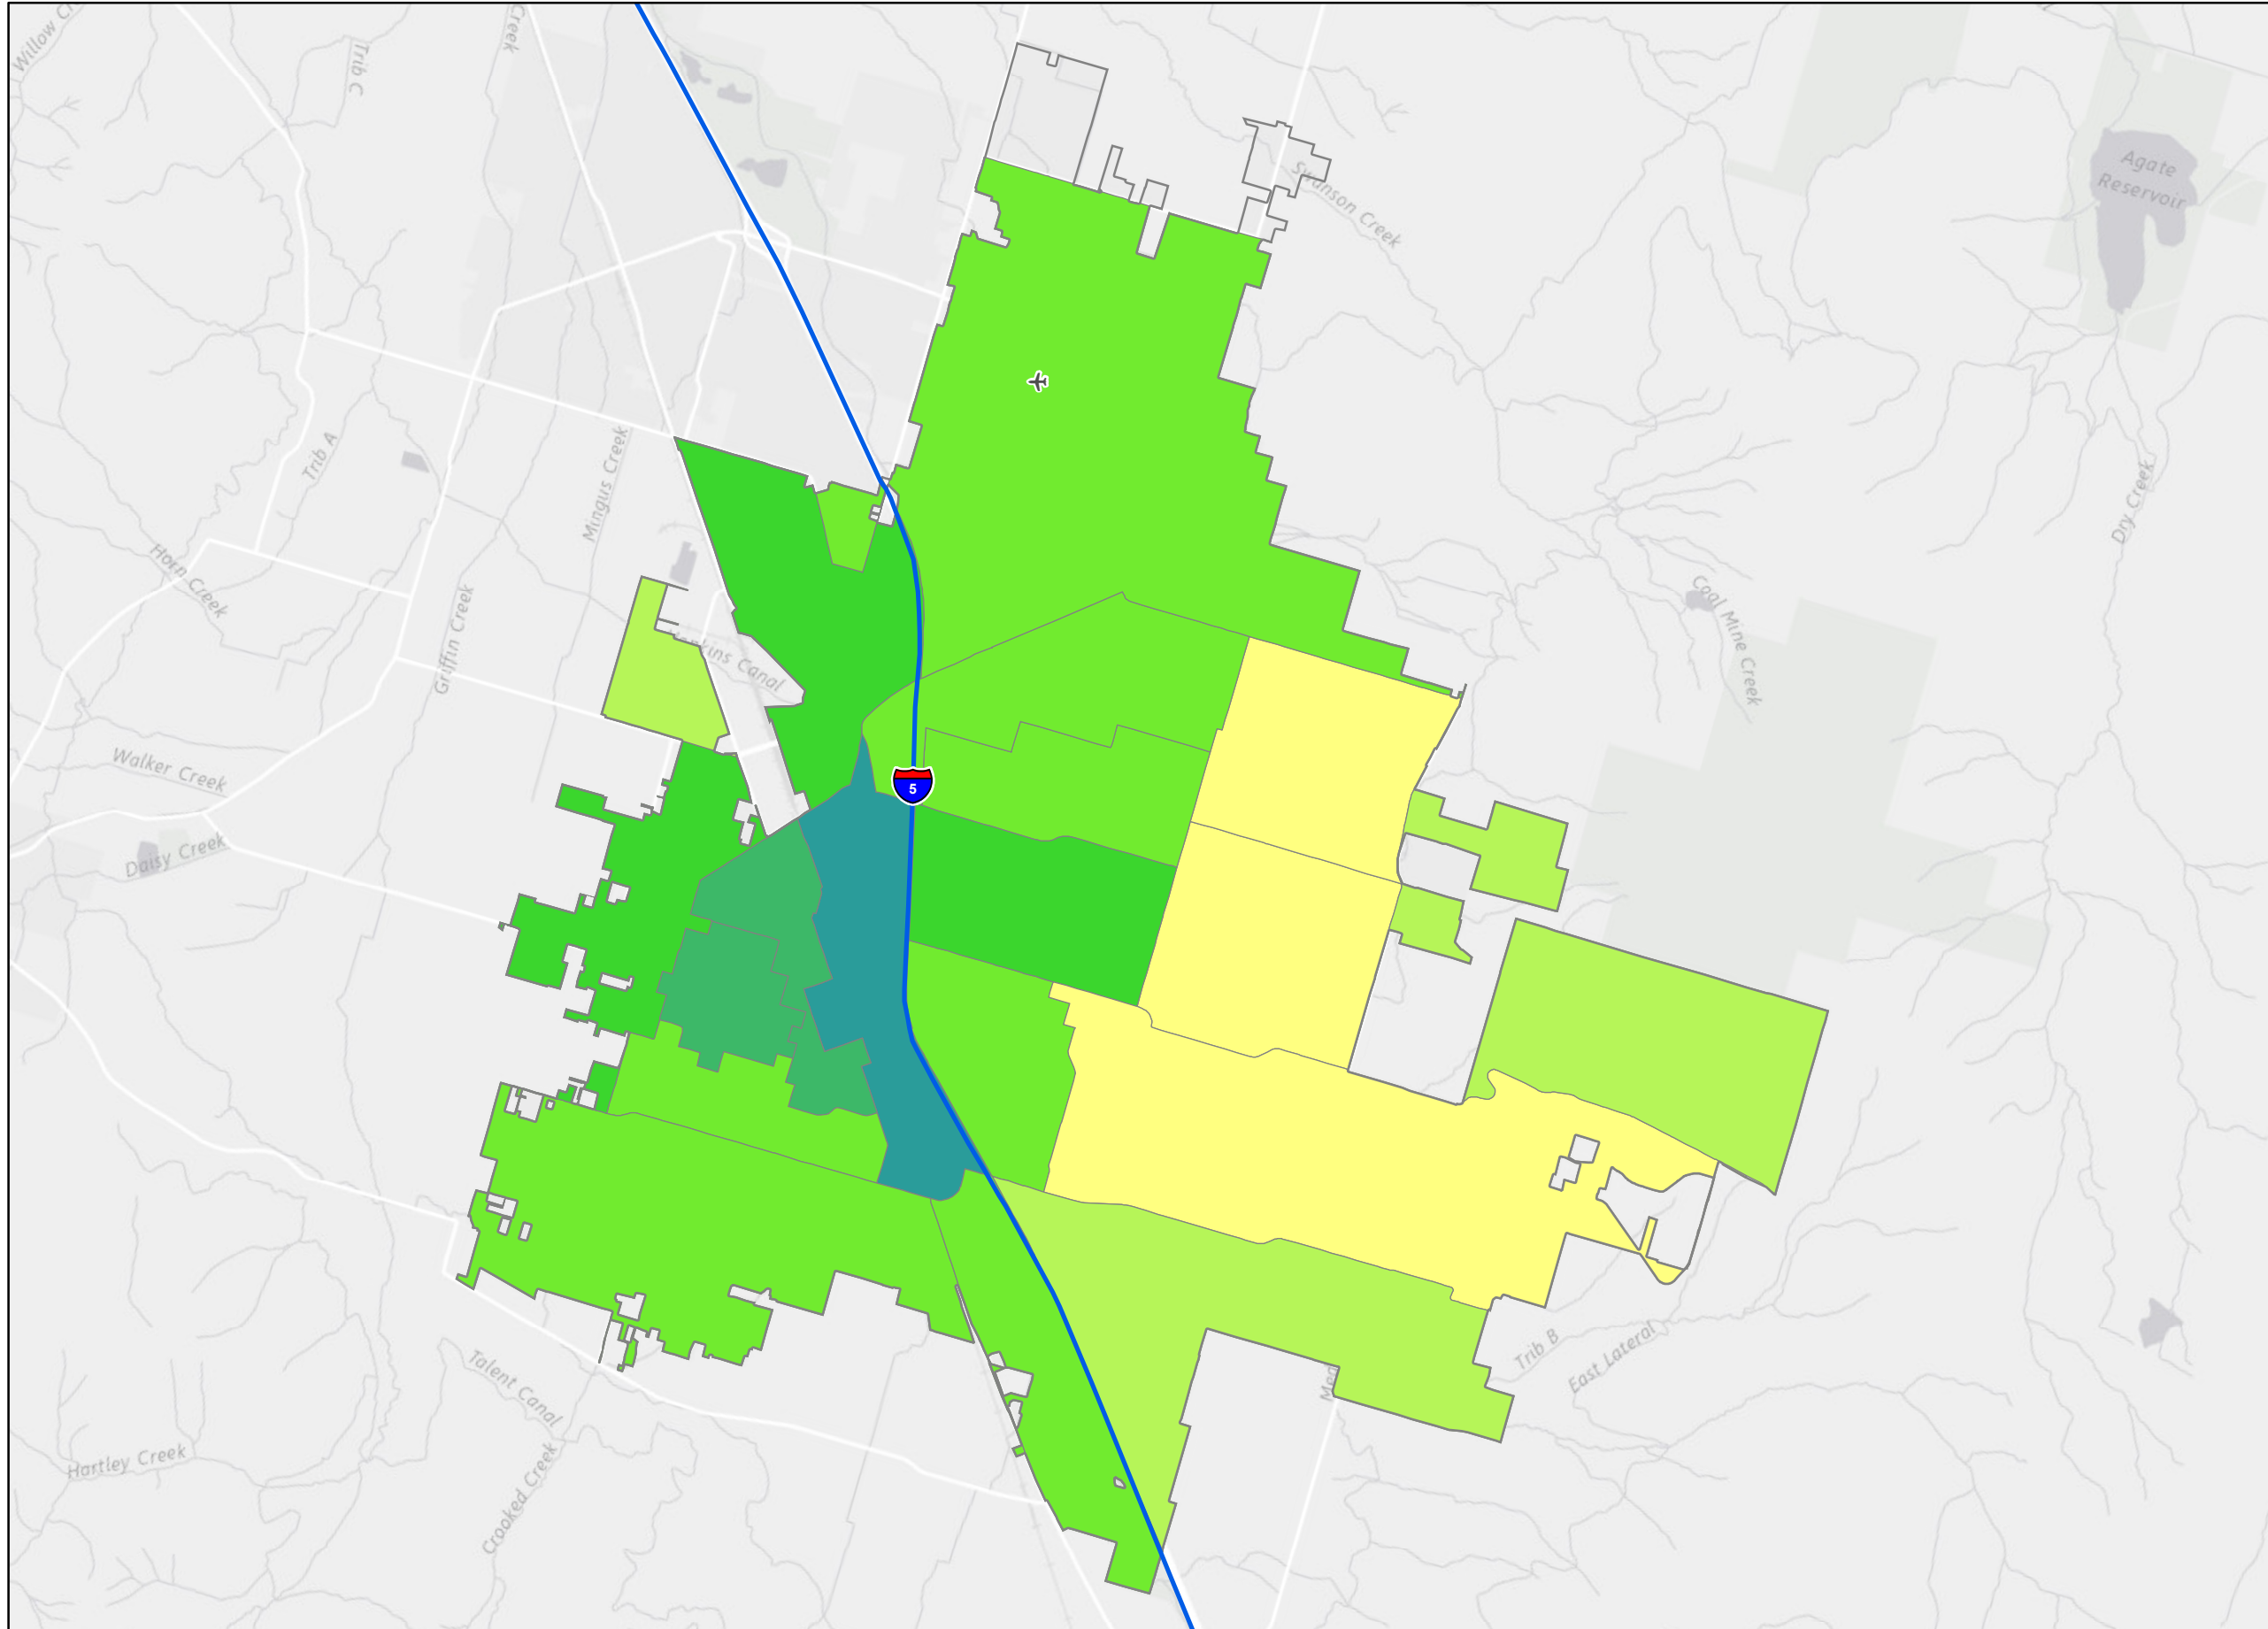 Trib C
Creek
Agate
Reservoir
Swanson Creek
Trib A
Mingus Creek
Dry Creek
Horn Creek
Griffin Creek
Coal Mine Creek
Walker Creek
5
Daisy Creek
Trib B
East Lateral
Talent Canal
Hartley Creek
Crooked Creek